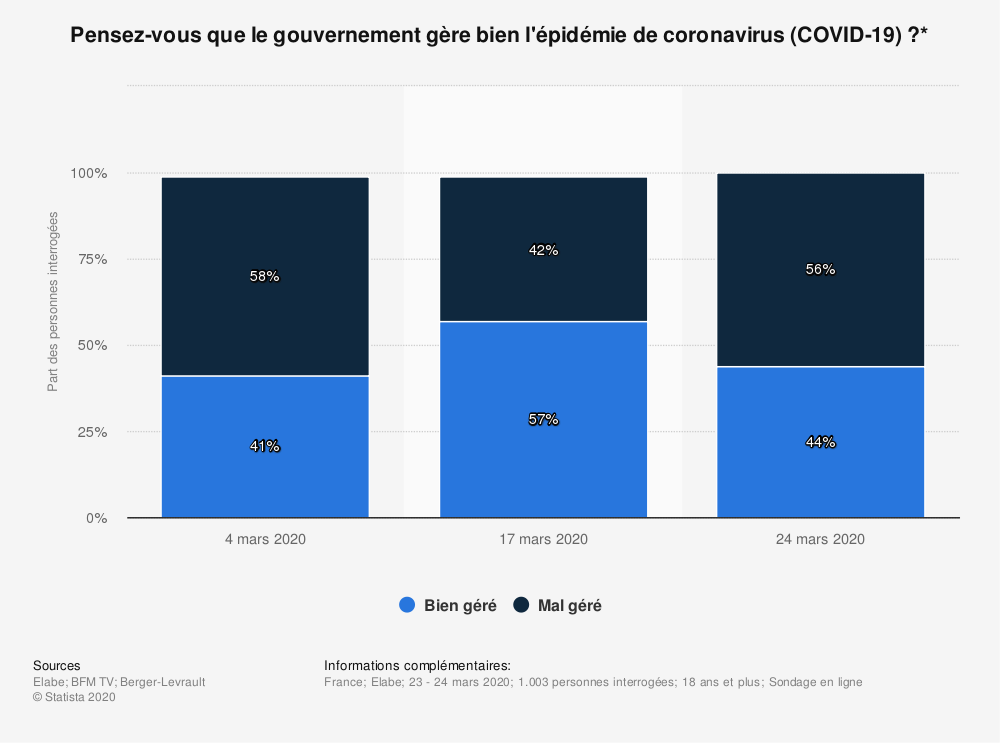 Pensez-vous que le gouvernement gère bien l'épidémie de coronavirus (COVID-19) ?*
Part des personnes interrogées
100%
75%
50%
25%
0%
58%
41%
42%
57%
56%
44%
4 mars 2020
17 mars 2020
24 mars 2020
Bien géré
Mal géré
Sources
Elabe; BFM TV; Berger-Levrault
© Statista 2020
Informations complémentaires:
France; Elabe; 23 - 24 mars 2020; 1.003 personnes interrogées; 18 ans et plus; Sondage en ligne